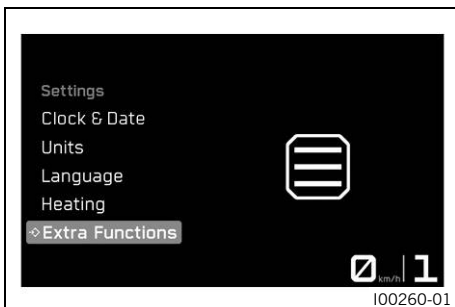 Settings
Clock & Date
Units
Language
Heating
Extra Functions
0 km/h 1
I00260-01